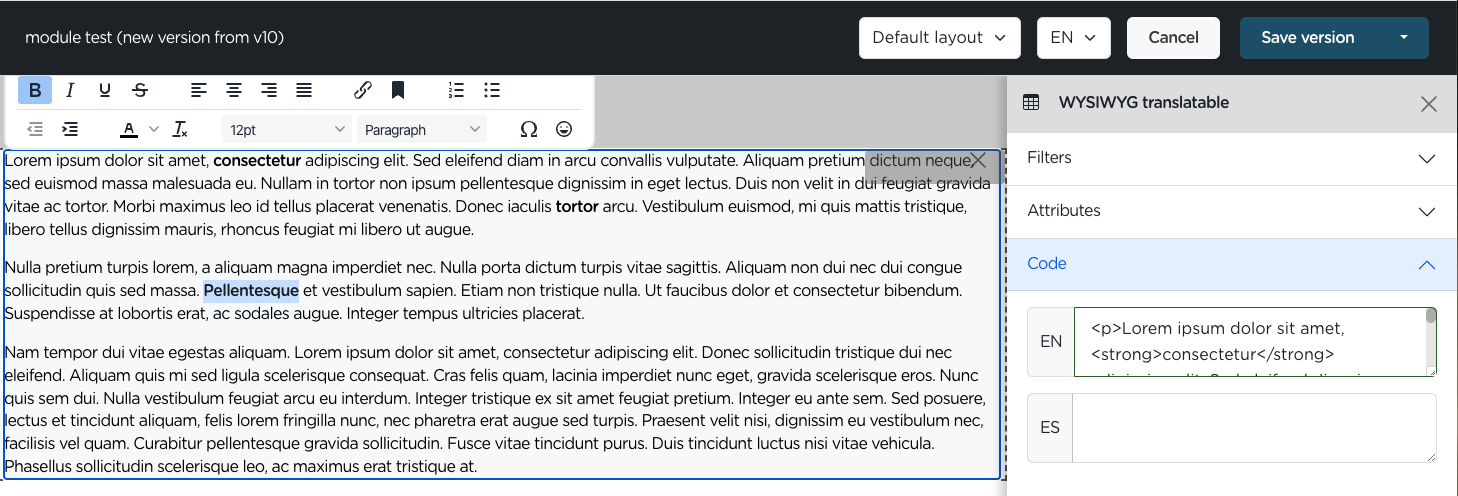 module test (new version from v10)
Default layout
EN
Cancel
Save version
B I U S
A
12pt
Paragraph
Ω
Lorem ipsum dolor sit amet, consectetur adipiscing elit. Sed eleifend diam in arcu convallis vulputate. Aliquam pretium dictum neque,
sed euismod massa malesuada eu. Nullam in tortor non ipsum pellentesque dignissim in eget lectus. Duis non velit in dui feugiat gravida
vitae ac tortor. Morbi maximus leo id tellus placerat venenatis. Donec iaculis tortor arcu. Vestibulum euismod, mi quis mattis tristique,
libero tellus dignissim mauris, rhoncus feugiat mi libero ut augue.
Nulla pretium turpis lorem, a aliquam magna imperdiet nec. Nulla porta dictum turpis vitae sagittis. Aliquam non dui nec dui congue
sollicitudin quis sed massa. Pellentesque et vestibulum sapien. Etiam non tristique nulla. Ut faucibus dolor et consectetur bibendum.
Suspendisse at lobortis erat, ac sodales augue. Integer tempus ultricies placerat.
Nam tempor dui vitae egestas aliquam. Lorem ipsum dolor sit amet, consectetur adipiscing elit. Donec sollicitudin tristique dui nec
eleifend. Aliquam quis mi sed ligula scelerisque consequat. Cras felis quam, lacinia imperdiet nunc eget, gravida scelerisque eros. Nunc
quis sem dui. Nulla vestibulum feugiat arcu eu interdum. Integer tristique ex sit amet feugiat pretium. Integer eu ante sem. Sed posuere,
lectus et tincidunt aliquam, felis lorem fringilla nunc, nec pharetra erat augue sed turpis. Praesent velit nisi, dignissim eu vestibulum nec,
facilisis vel quam. Curabitur pellentesque gravida sollicitudin. Fusce vitae tincidunt purus. Duis tincidunt luctus nisi vitae vehicula.
Phasellus sollicitudin scelerisque leo, ac maximus erat tristique at.
WYSIWYG translatable
Filters
Attributes
Code
EN
<p>Lorem ipsum dolor sit amet,
<strong>consectetur</strong>
ES